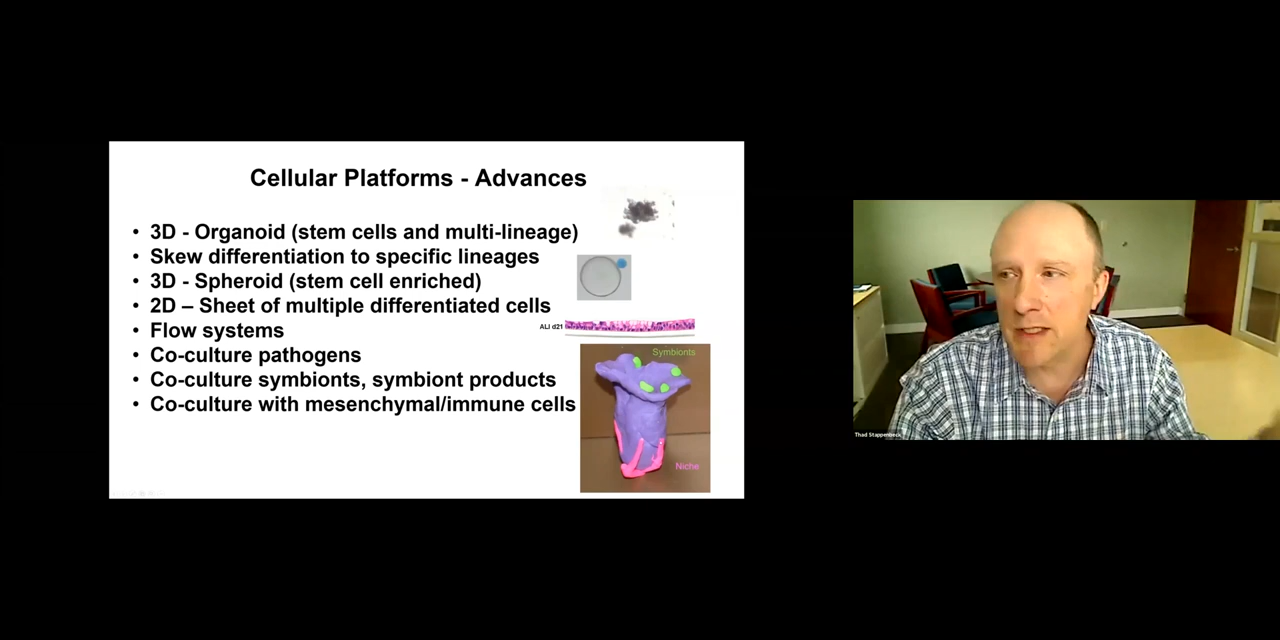 Cellular Platforms - Advances
• 3D - Organoid (stem cells and multi-lineage)
• Skew differentiation to specific lineages
• 3D - Spheroid (stem cell enriched)
• 2D – Sheet of multiple differentiated cells
• Flow systems
• Co-culture pathogens
• Co-culture symbionts, symbiont products
• Co-culture with mesenchymal/immune cells
ALI d21
Symbionts
Niche
Thad Stappenbeck